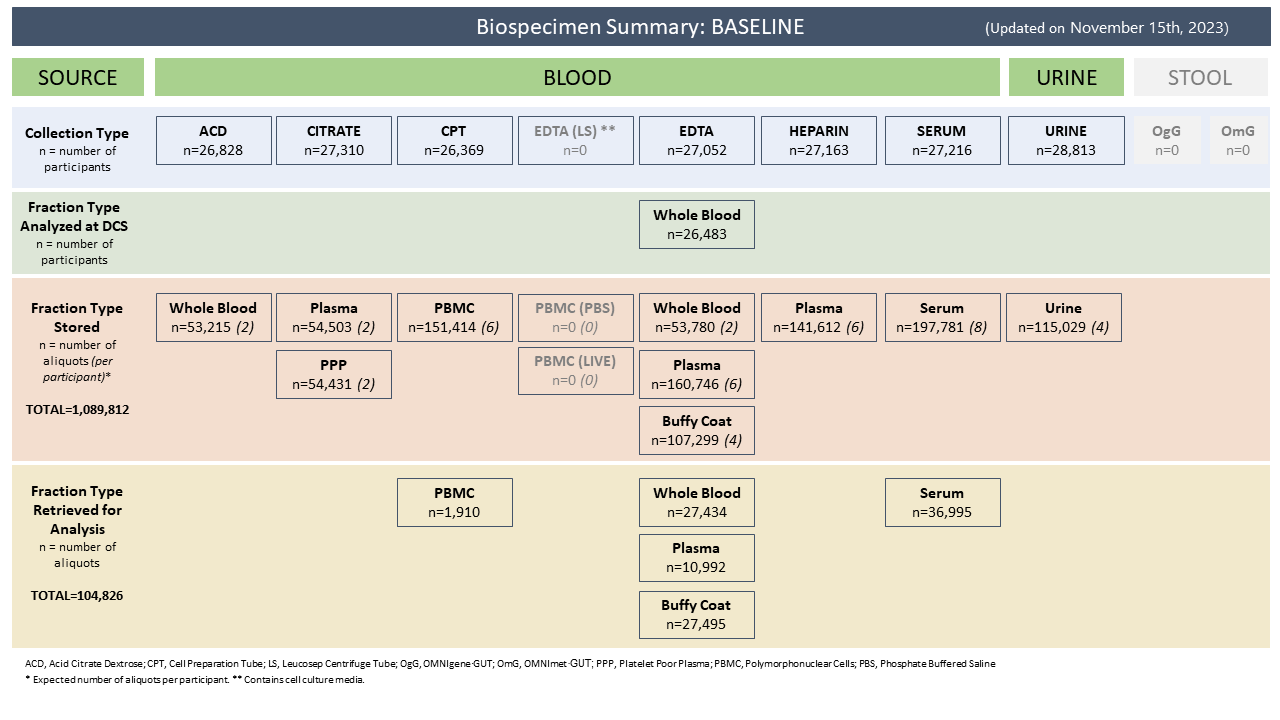 Biospecimen Summary: BASELINE
(Updated on November 15th, 2023)
SOURCE
BLOOD
URINE
STOOL
Collection Type
n = number of
participants
ACD
n=26,828
CITRATE
n=27,310
CPT
n=26,369
EDTA (LS) **
n=0
EDTA
n=27,052
HEPARIN
n=27,163
SERUM
n=27,216
URINE
n=28,813
OgG
n=0
OmG
n=0
Fraction Type
Analyzed at DCS
n = number of
participants
Whole Blood
n=26,483
Fraction Type
Stored
n = number of
aliquots (per
participant)*
TOTAL=1,089,812
Whole Blood
n=53,215 (2)
Plasma
n=54,503 (2)
PPP
n=54,431 (2)
PBMC
n=151,414 (6)
PBMC (PBS)
n=0 (0)
PBMC (LIVE)
n=0 (0)
Whole Blood
n=53,780 (2)
Plasma
n=160,746 (6)
Buffy Coat
n=107,299 (4)
Plasma
n=141,612 (6)
Serum
n=197,781 (8)
Urine
n=115,029 (4)
Fraction Type
Retrieved for
Analysis
n = number of
aliquots
TOTAL=104,826
PBMC
n=1,910
Whole Blood
n=27,434
Plasma
n=10,992
Buffy Coat
n=27,495
Serum
n=36,995
ACD, Acid Citrate Dextrose; CPT, Cell Preparation Tube; LS, Leucosep Centrifuge Tube; OgG, OMNIgene·GUT; OmG, OMNImet·GUT; PPP, Platelet Poor Plasma; PBMC, Polymorphonuclear Cells; PBS, Phosphate Buffered Saline
* Expected number of aliquots per participant. ** Contains cell culture media.